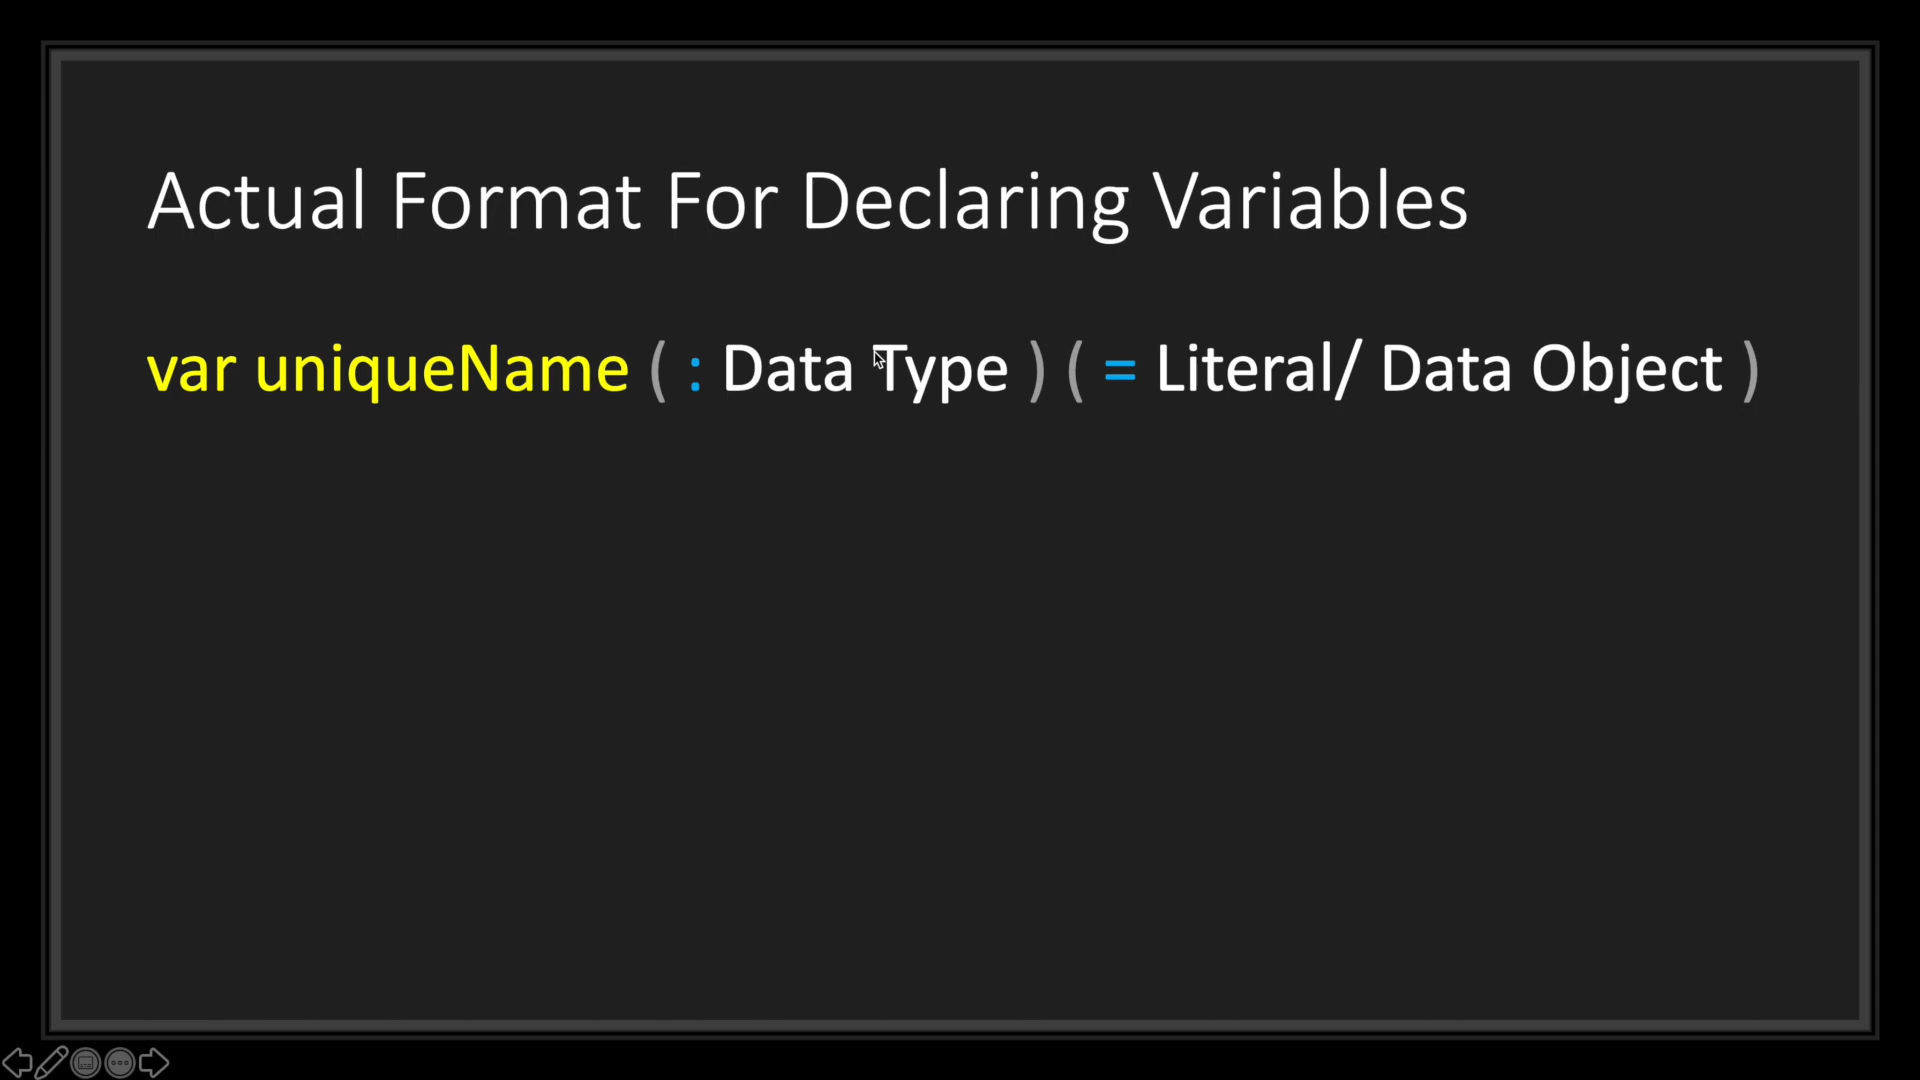 Actual Format For Declaring Variables
var uniqueName ( : Data Type ) ( = Literal/ Data Object )